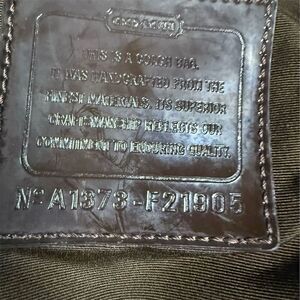 THIS IS A COACH BAG.
IT WAS HANDCRAFTED FROM THE
FINEST MATERIALS. ITS SUPERIOR
CRAFTSMANSHIP REFLECTS OUR
COMMITMENT TO ENDURING QUALITY.
No A1373-F21905